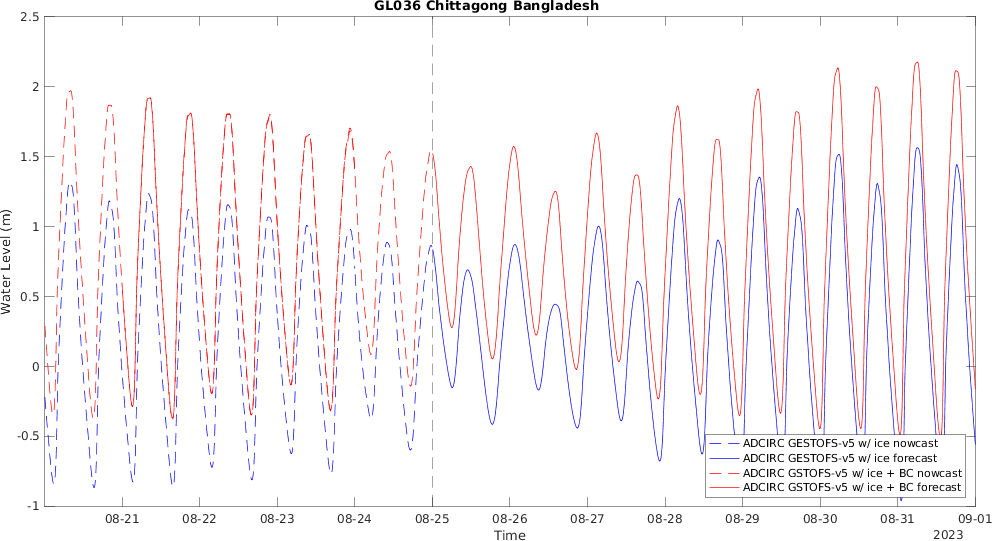 GL036 Chittagong Bangladesh
2.5
2
1.5
1
0.5
0
-0.5
-1
Water Level (m)
ADCIRC GESTOFS-v5 w/ ice nowcast
ADCIRC GESTOFS-v5 w/ ice forecast
ADCIRC GSTOFS-v5 w/ ice + BC nowcast
ADCIRC GSTOFS-v5 w/ ice + BC forecast
08-21 08-22 08-23 08-24 08-25 08-26 08-27 08-28 08-29 08-30 08-31 09-01
Time
2023